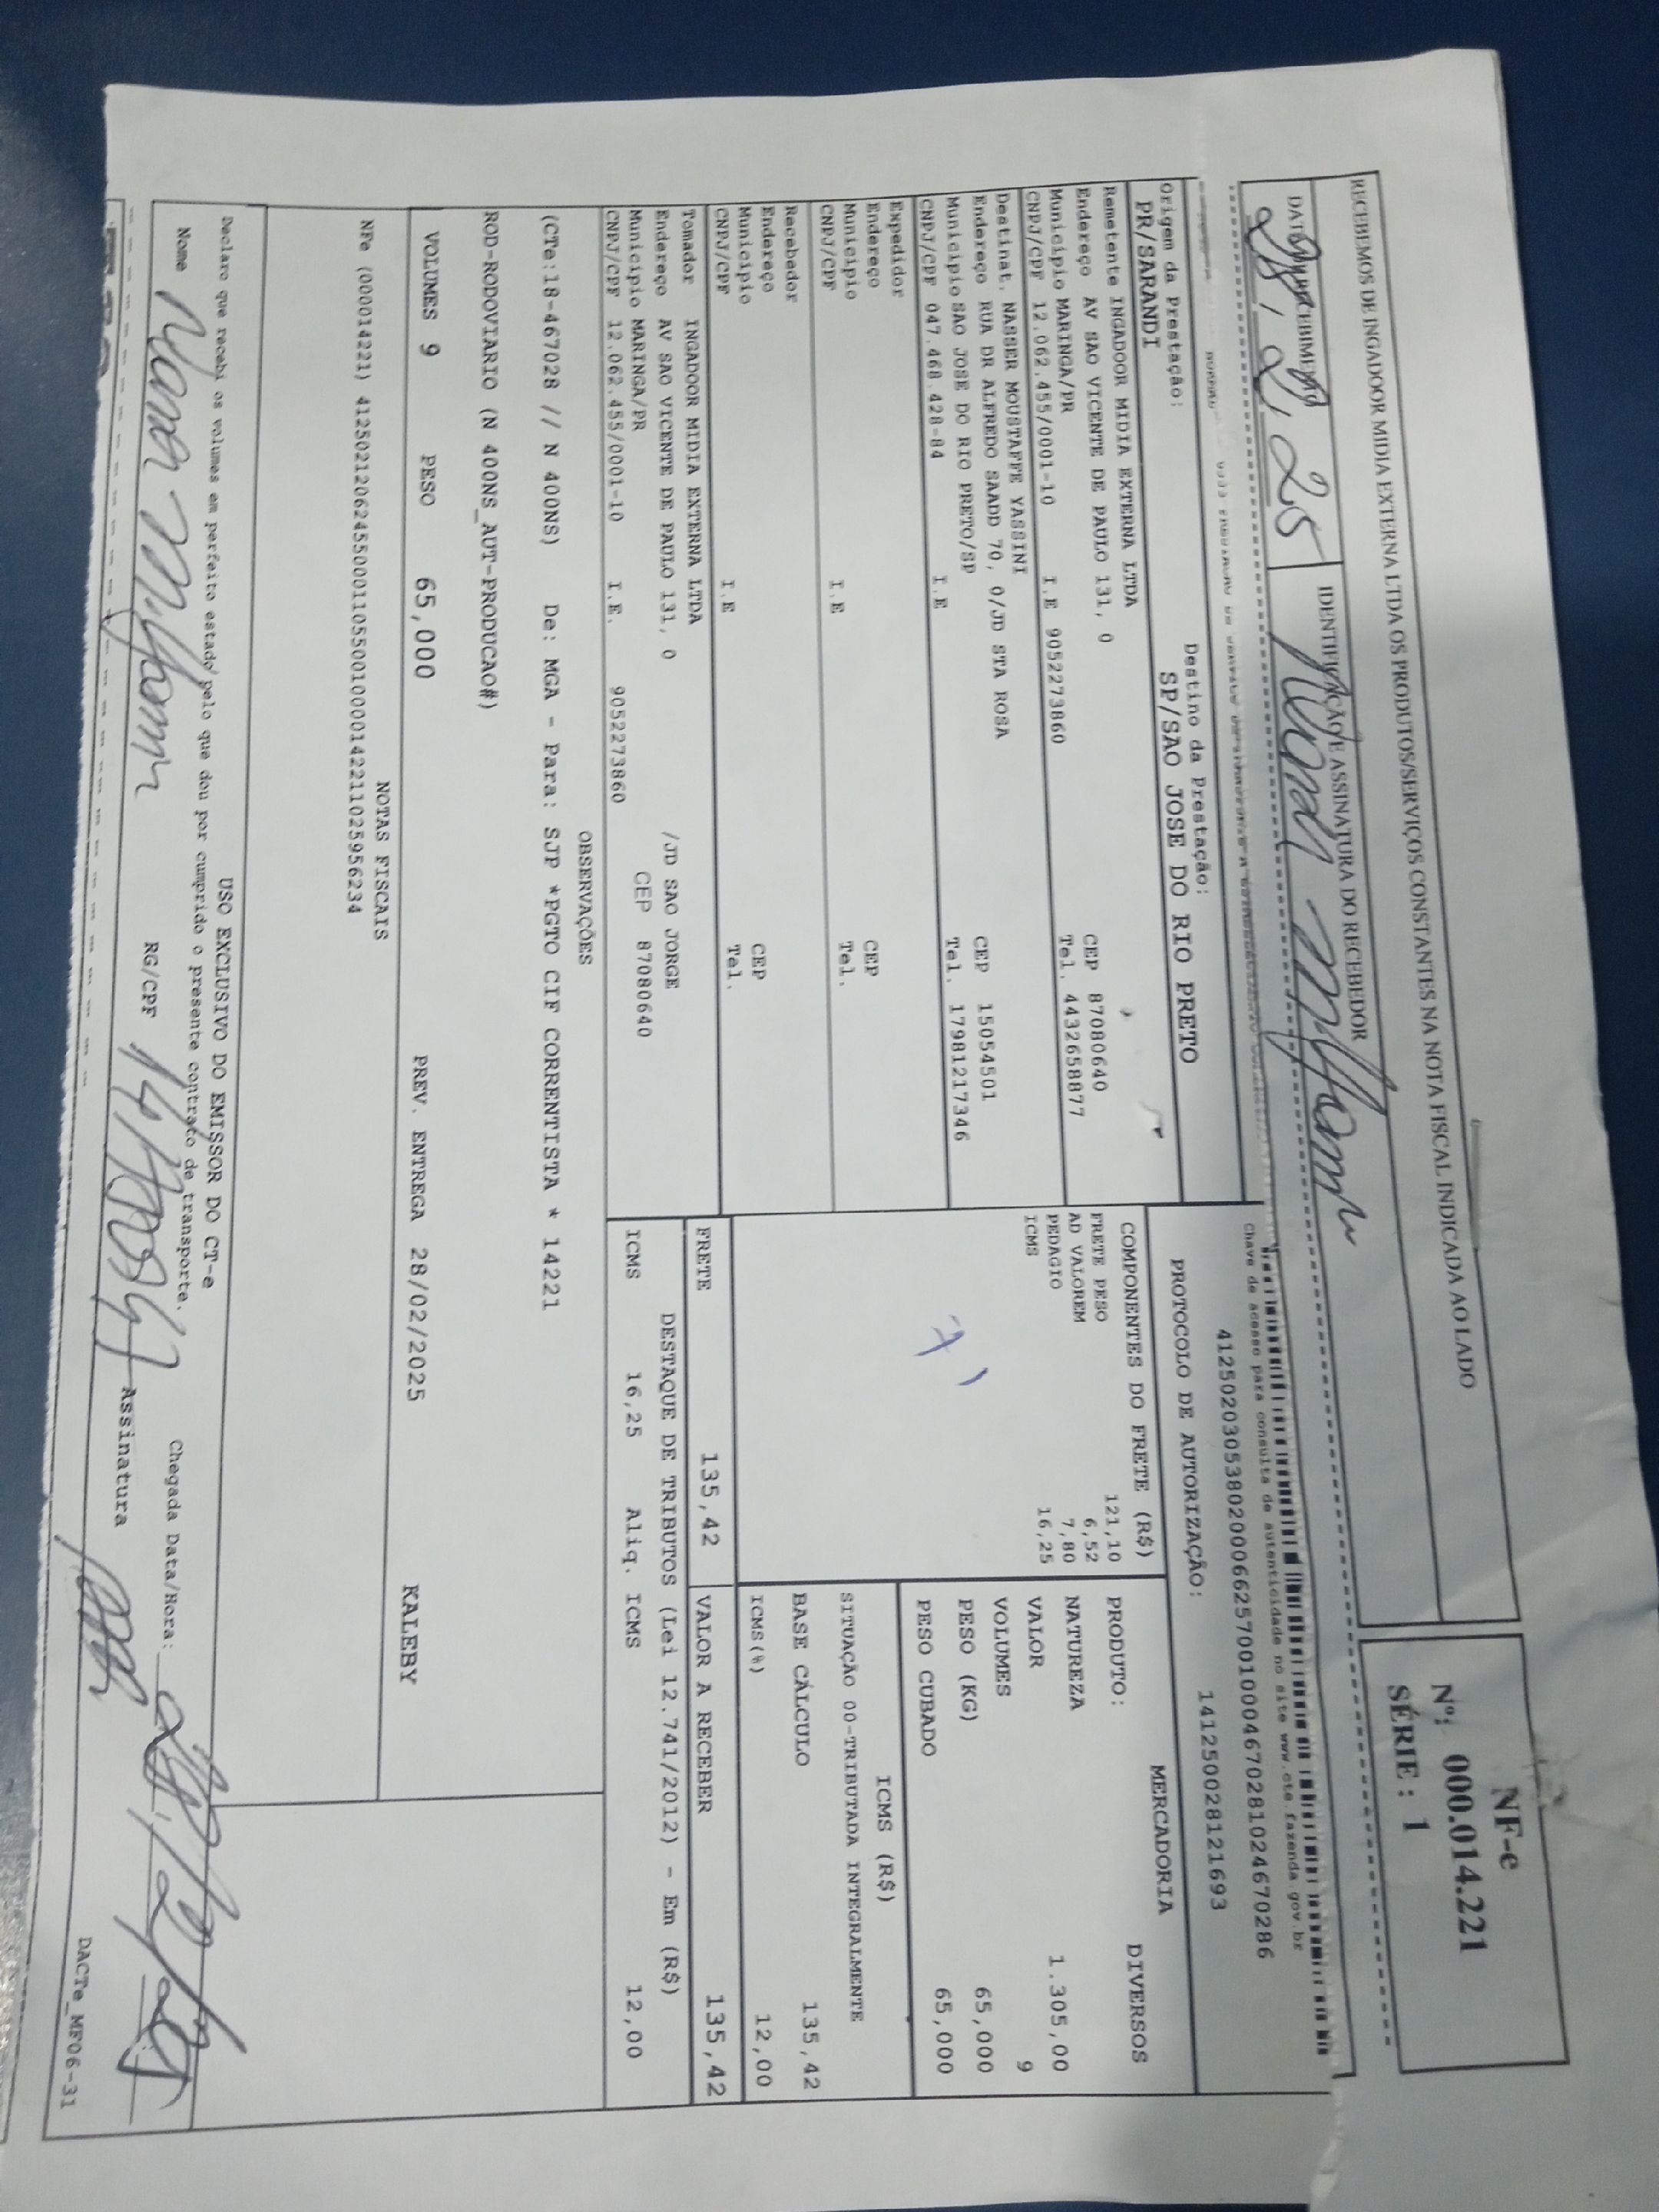 RECEBEMOS DE INGADOOR MIDIA EXTERNA LTDA OS PRODUTOS/SERVIÇOS CONSTANTES NA NOTA FISCAL INDICADA AO LADO
DATA DE RECEBIMENTO
IDENTIFICAÇÃO E ASSINATURA DO RECEBEDOR
28, 2, 25
NF-e
Nº: 000.014.221
SÉRIE : 1
Chave de acesso para consulta de autenticidade no site www.cte.fazenda.gov.br
41250203053802000662570010004670281024670286
Origem da Prestação:
PR/SARANDI
Destino da Prestação:
SP/SAO JOSE DO RIO PRETO
PROTOCOLO DE AUTORIZAÇÃO: 141250028121693
Remetente INGADOOR MIDIA EXTERNA LTDA
Endereço AV SAO VICENTE DE PAULO 131, 0 CEP 87080640
Municipio MARINGA/PR Tel. 443265 8877
CNPJ/CPF 12.062.455/0001-10 I.E 9052273860
Destinat. NASSER MOUSTAFFE YASSINI
Endereço RUA DR ALFREDO SAADD 70, 0/JD STA ROSA CEP 15054501
Municipio SAO JOSE DO RIO PRETO/SP Tel. 17981217346
CNPJ/CPF 047.468.428-84 I.E
Expedidor
Endereço CEP
Municipio Tel.
CNPJ/CPF I.E
Recebedor
Endereço CEP
Municipio Tel.
CNPJ/CPF I.E
Tomador INGADOOR MIDIA EXTERNA LTDA
Endereço AV SAO VICENTE DE PAULO 131, 0 /JD SAO JORGE
Municipio MARINGA/PR CEP 87080640
CNPJ/CPF 12.062.455/0001-10 I.E. 9052273860
COMPONENTES DO FRETE (R$)
FRETE PESO 121,10
AD VALOREM 6,52
PEDAGIO 7,80
ICMS 16,25
MERCADORIA
PRODUTO: DIVERSOS
NATUREZA
VALOR 1.305,00
VOLUMES 9
PESO (KG) 65,000
PESO CUBADO 65,000
ICMS (R$)
SITUAÇÃO 00-TRIBUTADA INTEGRALMENTE
BASE CÁLCULO 135,42
ICMS(%) 12,00
FRETE 135,42
VALOR A RECEBER 135,42
DESTAQUE DE TRIBUTOS (Lei 12.741/2012) - Em (R$)
ICMS 16,25 Aliq. ICMS 12,00
OBSERVAÇÕES
(CTe:18-467028 // N 400NS) De: MGA - Para: SJP *PGTO CIF CORRENTISTA * 14221
ROD-RODOVIARIO (N 400NS_AUT-PRODUCAO#)
VOLUMES 9 PESO 65,000 PREV. ENTREGA 28/02/2025 KALEBY
NOTAS FISCAIS
NFe (000014221) 41250212062455000110550010000142211025956234
USO EXCLUSIVO DO EMISSOR DO CT-e
Declaro que recebi os volumes em perfeito estado pelo que dou por cumprido o presente contrato de transporte.
Nome RG/CPF Assinatura
Chegada Data/Hora:
DACTe_MF06-31